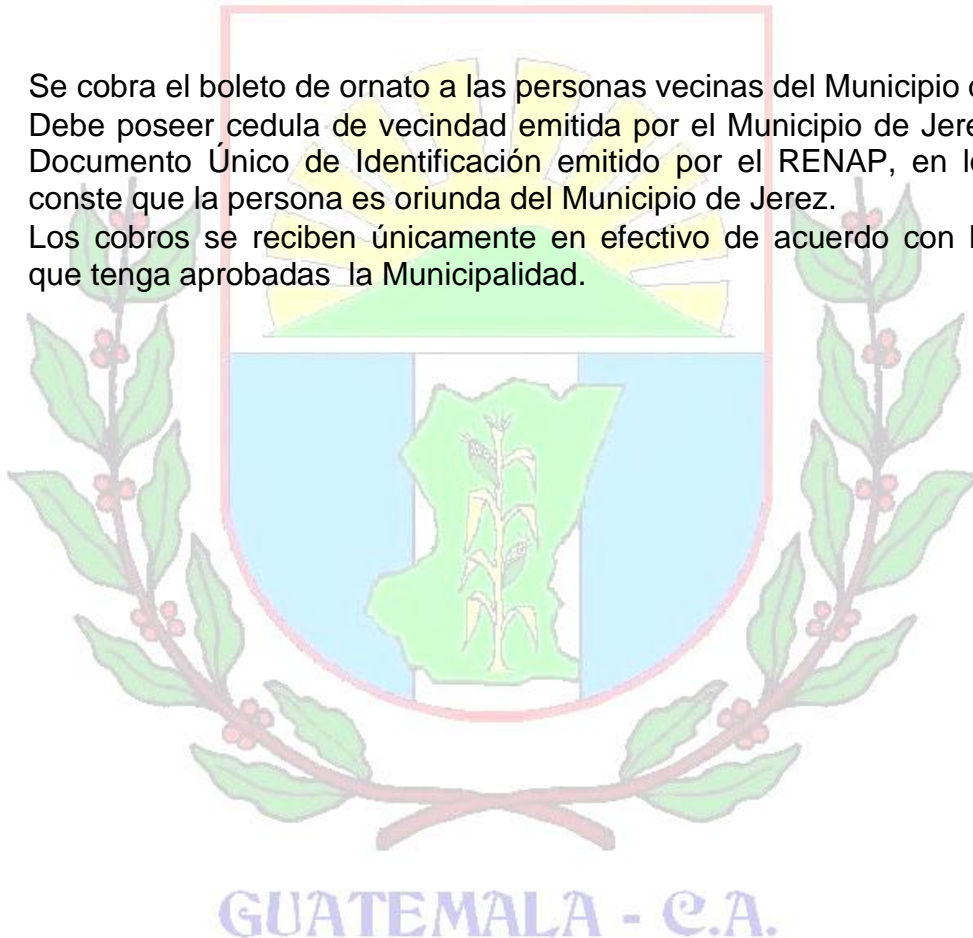 Se cobra el boleto de ornato a las personas vecinas del Municipio
Debe poseer cedula de vecindad emitida por el Municipio de
Documento Único de Identificación emitido por el RENAP, en
conste que la persona es oriunda del Municipio de Jerez.
Los cobros se reciben únicamente en efectivo de acuerdo con
que tenga aprobadas la Municipalidad.
GUATEMALA - C.A.